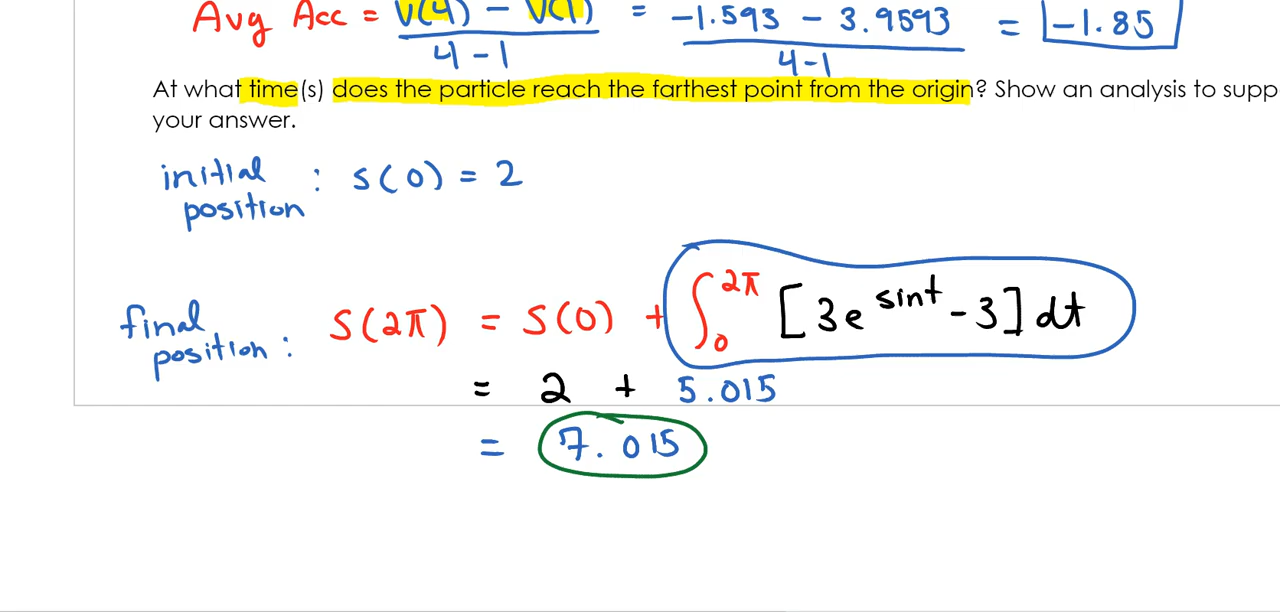 Avg Acc = V(4) - V(1) / 4 - 1 = -1.593 - 3.9593 / 4-1 = -1.85
At what time(s) does the particle reach the farthest point from the origin? Show an analysis to supp
your answer.
initial position : s(0) = 2
final position : s(2π) = s(0) + ∫₀^2π [3e^sint - 3] dt
= 2 + 5.015
= 7.015